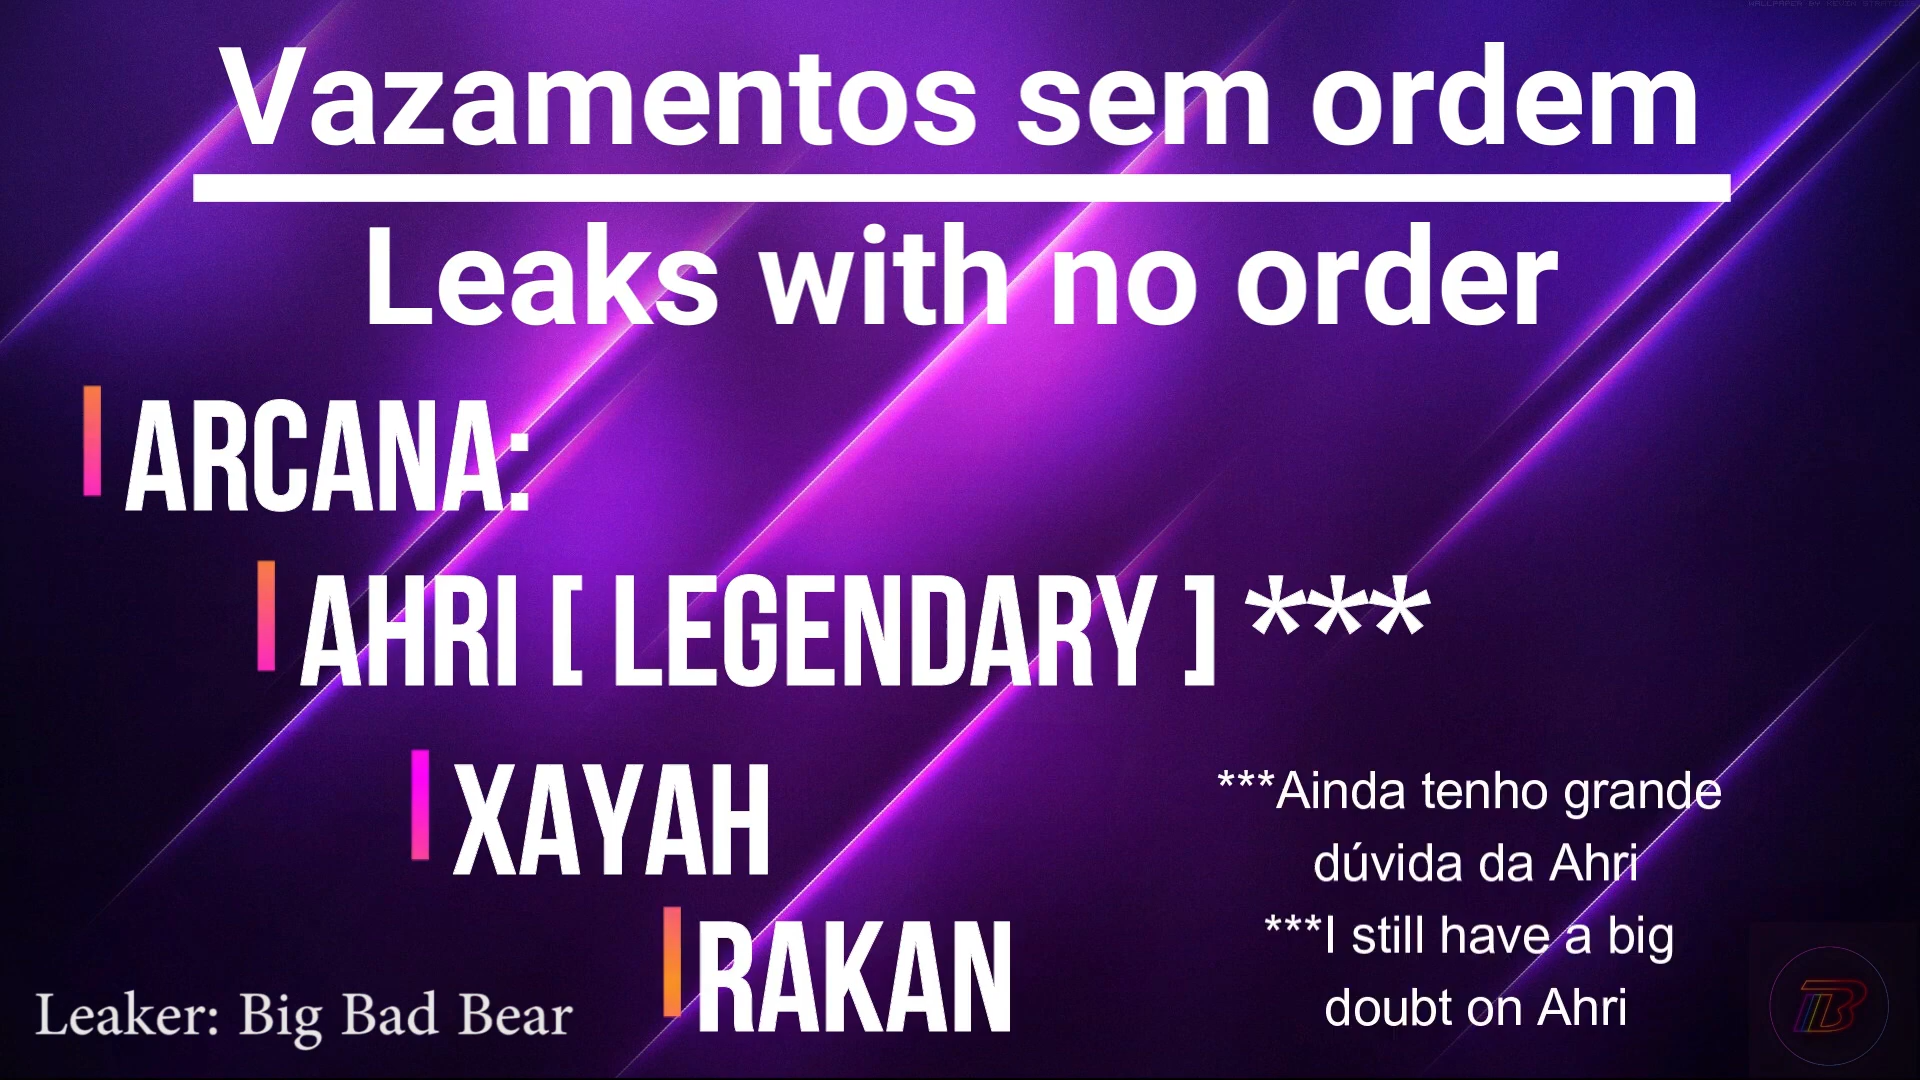 Vazamentos sem ordem
Leaks with no order
ARCANA:
AHRI [ LEGENDARY ] ***
XAYAH
RAKAN
***Ainda tenho grande
dúvida da Ahri
***I still have a big
doubt on Ahri
Leaker: Big Bad Bear